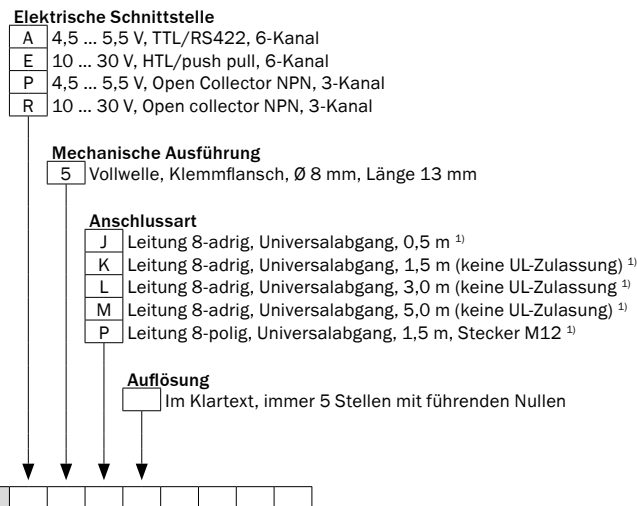 Elektrische Schnittstelle
A 4,5 ... 5,5 V, TTL/RS422, 6-Kanal
E 10 ... 30 V, HTL/push pull, 6-Kanal
P 4,5 ... 5,5 V, Open Collector NPN, 3-Kanal
R 10 ... 30 V, Open collector NPN, 3-Kanal
Mechanische Ausführung
5 Vollwelle, Klemmflansch, Ø 8 mm, Länge 13 mm
Anschlussart
J Leitung 8-adrig, Universalabgang, 0,5 m 1)
K Leitung 8-adrig, Universalabgang, 1,5 m (keine UL-Zulassung) 1)
L Leitung 8-adrig, Universalabgang, 3,0 m (keine UL-Zulassung 1)
M Leitung 8-adrig, Universalabgang, 5,0 m (keine UL-Zulasung) 1)
P Leitung 8-polig, Universalabgang, 1,5 m, Stecker M12 1)
Auflösung
Im Klartext, immer 5 Stellen mit führenden Nullen